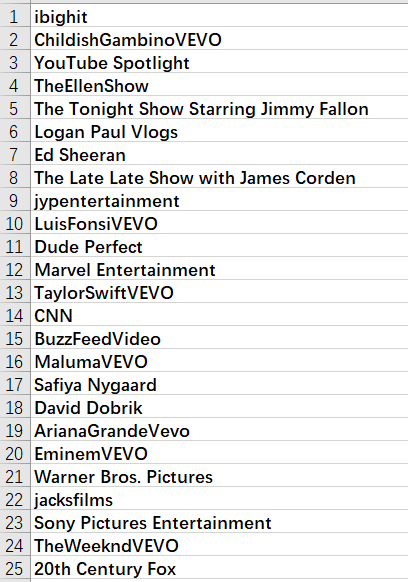 1 ibighit
2 ChildishGambinoVEVO
3 YouTube Spotlight
4 TheEllenShow
5 The Tonight Show Starring Jimmy Fallon
6 Logan Paul Vlogs
7 Ed Sheeran
8 The Late Late Show with James Corden
9 jypentertainment
10 LuisFonsiVEVO
11 Dude Perfect
12 Marvel Entertainment
13 TaylorSwiftVEVO
14 CNN
15 BuzzFeedVideo
16 MalumaVEVO
17 Safiya Nygaard
18 David Dobrik
19 ArianaGrandeVevo
20 EminemVEVO
21 Warner Bros. Pictures
22 jacksfilms
23 Sony Pictures Entertainment
24 TheWeekndVEVO
25 20th Century Fox